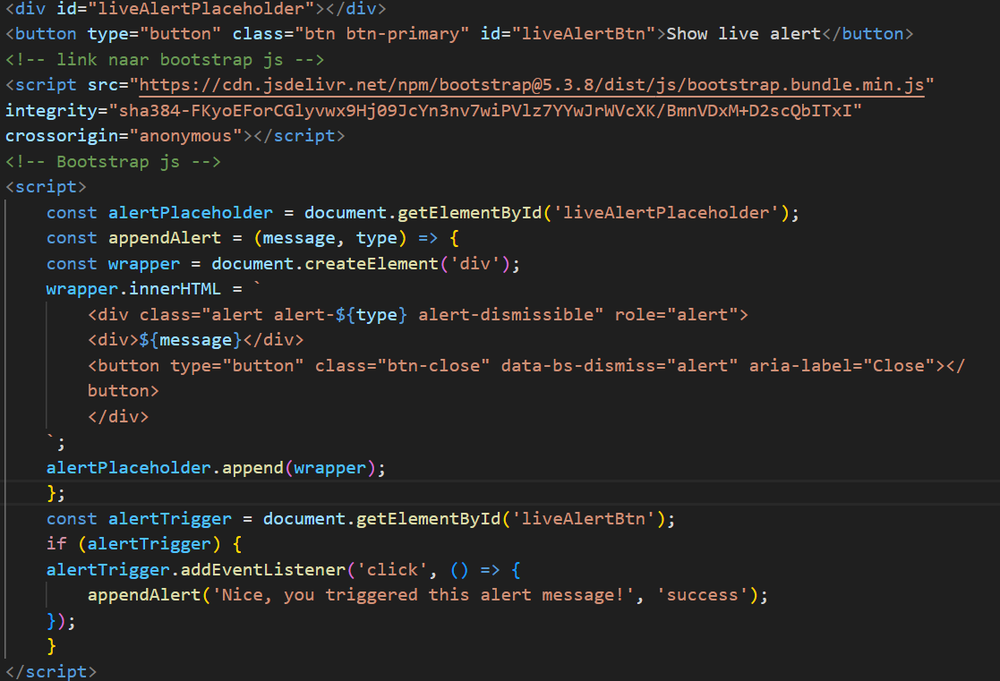 <div id="liveAlertPlaceholder"></div>
<button type="button" class="btn btn-primary" id="liveAlertBtn">Show live alert</button>
<!-- link naar bootstrap js -->
<script src="https://cdn.jsdelivr.net/npm/bootstrap@5.3.8/dist/js/bootstrap.bundle.min.js"
integrity="sha384-FKyoEForCGlyvwx9Hj09JcYn3nv7wiPVlz7YYwJrWVcXK/BmnVDxM+D2scQbITxI"
crossorigin="anonymous"></script>
<!-- Bootstrap js -->
<script>
    const alertPlaceholder = document.getElementById('liveAlertPlaceholder');
    const appendAlert = (message, type) => {
    const wrapper = document.createElement('div');
    wrapper.innerHTML = `
        <div class="alert alert-${type} alert-dismissible" role="alert">
        <div>${message}</div>
        <button type="button" class="btn-close" data-bs-dismiss="alert" aria-label="Close"></
        button>
        </div>
    `;
    alertPlaceholder.append(wrapper);
    };
    const alertTrigger = document.getElementById('liveAlertBtn');
    if (alertTrigger) {
    alertTrigger.addEventListener('click', () => {
        appendAlert('Nice, you triggered this alert message!', 'success');
    });
    }
</script>